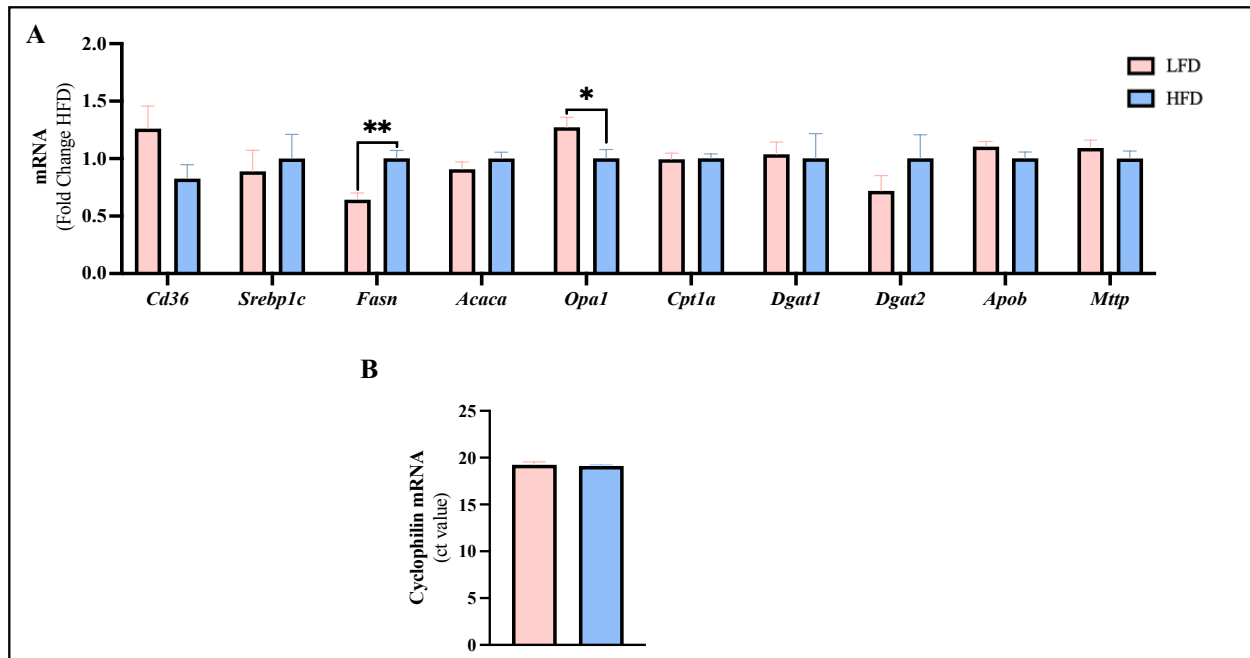 A
mRNA
(Fold Change HFD)
2.0
1.5
1.0
0.5
0.0
**
*
LFD
HFD
Cd36 Srebp1c Fasn Acaca Opa1 Cpt1a Dgat1 Dgat2 Apob Mttp
B
Cyclophilin mRNA
(ct value)
25
20
15
10
5
0